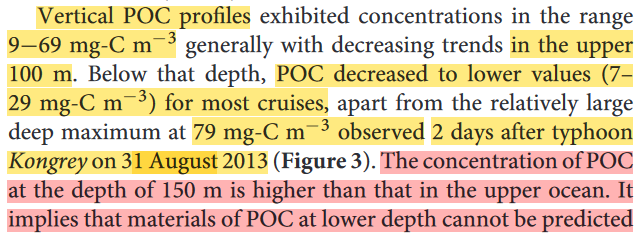 Vertical POC profiles exhibited concentrations in the range
9−69 mg-C m−3 generally with decreasing trends in the upper
100 m. Below that depth, POC decreased to lower values (7–
29 mg-C m−3) for most cruises, apart from the relatively large
deep maximum at 79 mg-C m−3 observed 2 days after typhoon
Kongrey on 31 August 2013 (Figure 3). The concentration of POC
at the depth of 150 m is higher than that in the upper ocean. It
implies that materials of POC at lower depth cannot be predicted